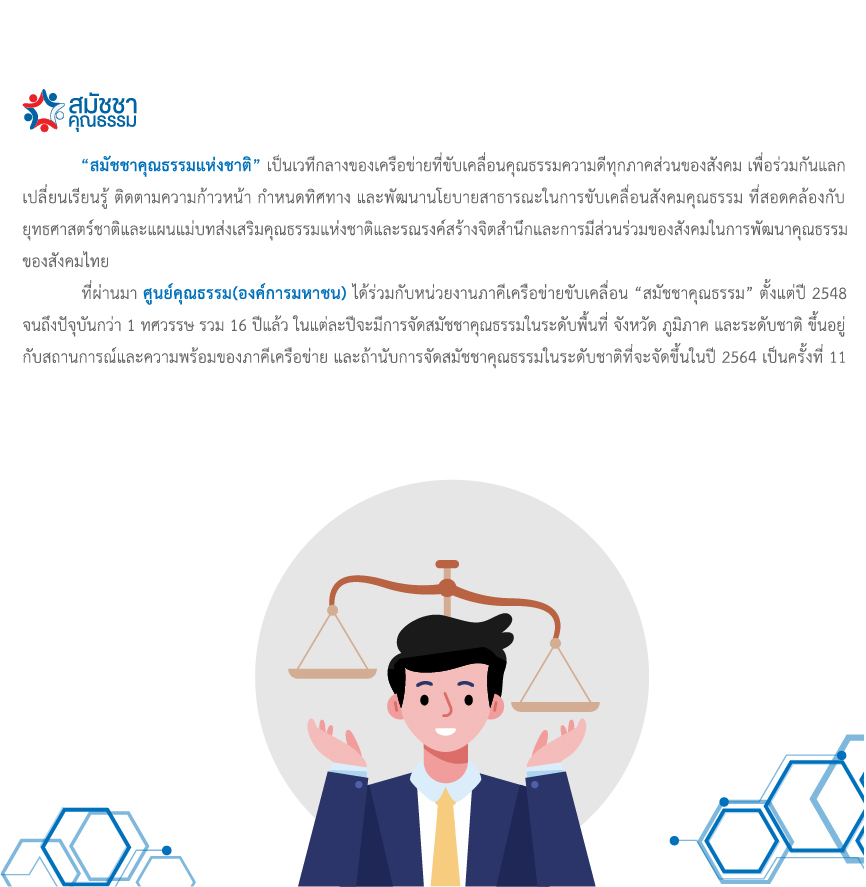 สมัชชา
คุณธรรม
“สมัชชาคุณธรรมแห่งชาติ” เป็นเวทีกลางของเครือข่ายที่ขับเคลื่อนคุณธรรมความดีทุกภาคส่วนของสังคม เพื่อร่วมกันแลก
เปลี่ยนเรียนรู้ ติดตามความก้าวหน้า กำหนดทิศทาง และพัฒนานโยบายสาธารณะในการขับเคลื่อนสังคมคุณธรรม ที่สอดคล้องกับ
ยุทธศาสตร์ชาติและแผนแม่บทส่งเสริมคุณธรรมแห่งชาติและรณรงค์สร้างจิตสำนึกและการมีส่วนร่วมของสังคมในการพัฒนาคุณธรรม
ของสังคมไทย
ที่ผ่านมา ศูนย์คุณธรรม(องค์การมหาชน) ได้ร่วมกับหน่วยงานภาคีเครือข่ายขับเคลื่อน “สมัชชาคุณธรรม” ตั้งแต่ปี 2548
จนถึงปัจุบันกว่า 1 ทศวรรษ รวม 16 ปีแล้ว ในแต่ละปีจะมีการจัดสมัชชาคุณธรรมในระดับพื้นที่ จังหวัด ภูมิภาค และระดับชาติ ขึ้นอยู่
กับสถานการณ์และความพร้อมของภาคีเครือข่าย และถ้านับการจัดสมัชชาคุณธรรมในระดับชาติที่จะจัดขึ้นในปี 2564 เป็นครั้งที่ 11